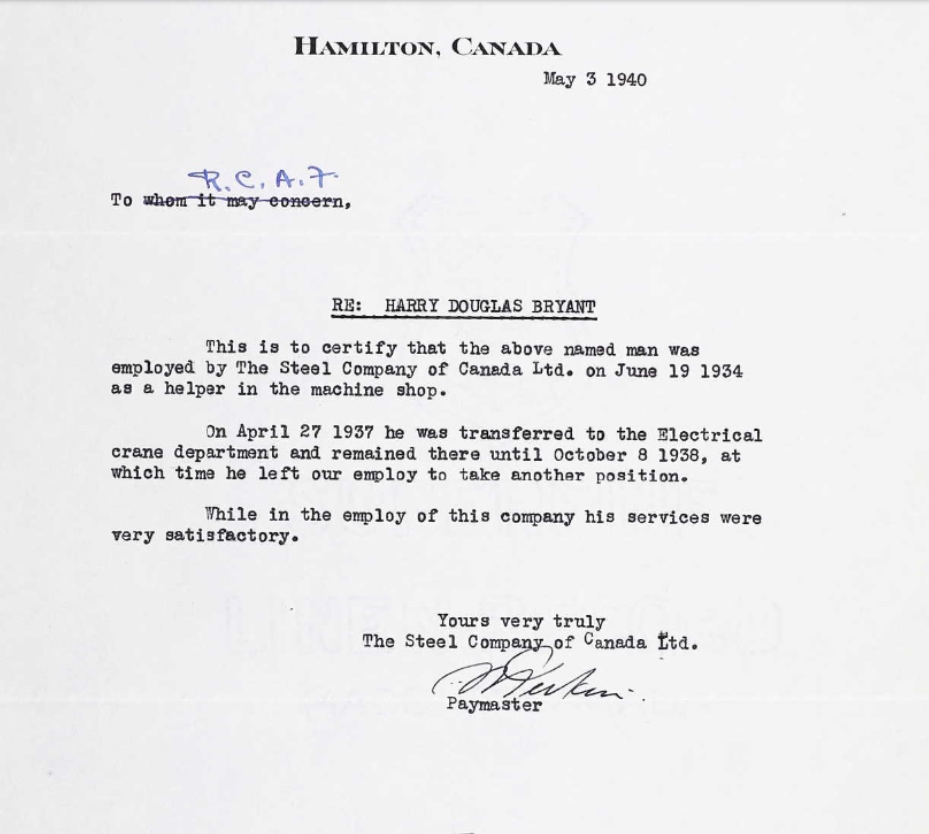 HAMILTON, CANADA
May 3 1940
R.C.A.F.
To whom it may concern,
RE: HARRY DOUGLAS BRYANT
This is to certify that the above named man was
employed by The Steel Company of Canada Ltd. on June 19 1934
as a helper in the machine shop.
On April 27 1937 he was transferred to the Electrical
crane department and remained there until October 8 1938, at
which time he left our employ to take another position.
While in the employ of this company his services were
very satisfactory.
Yours very truly
The Steel Company of Canada Ltd.
Paymaster